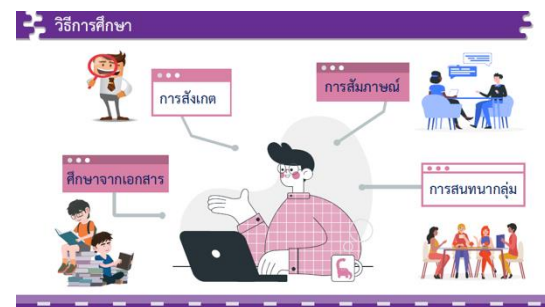 วิธีการศึกษา
การสังเกต
การสัมภาษณ์
ศึกษาจากเอกสาร
การสนทนากลุ่ม